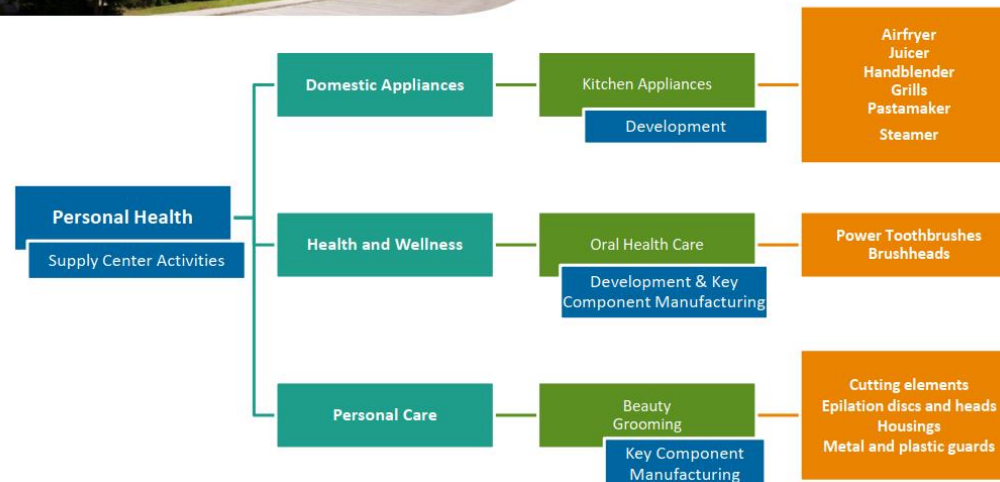 Personal Health
Supply Center Activities
Domestic Appliances
Kitchen Appliances
Development
Airfryer
Juicer
Handblender
Grills
Pastamaker
Steamer
Health and Wellness
Oral Health Care
Development & Key
Component Manufacturing
Power Toothbrushes
Brushheads
Personal Care
Beauty
Grooming
Key Component
Manufacturing
Cutting elements
Epilation discs and heads
Housings
Metal and plastic guards